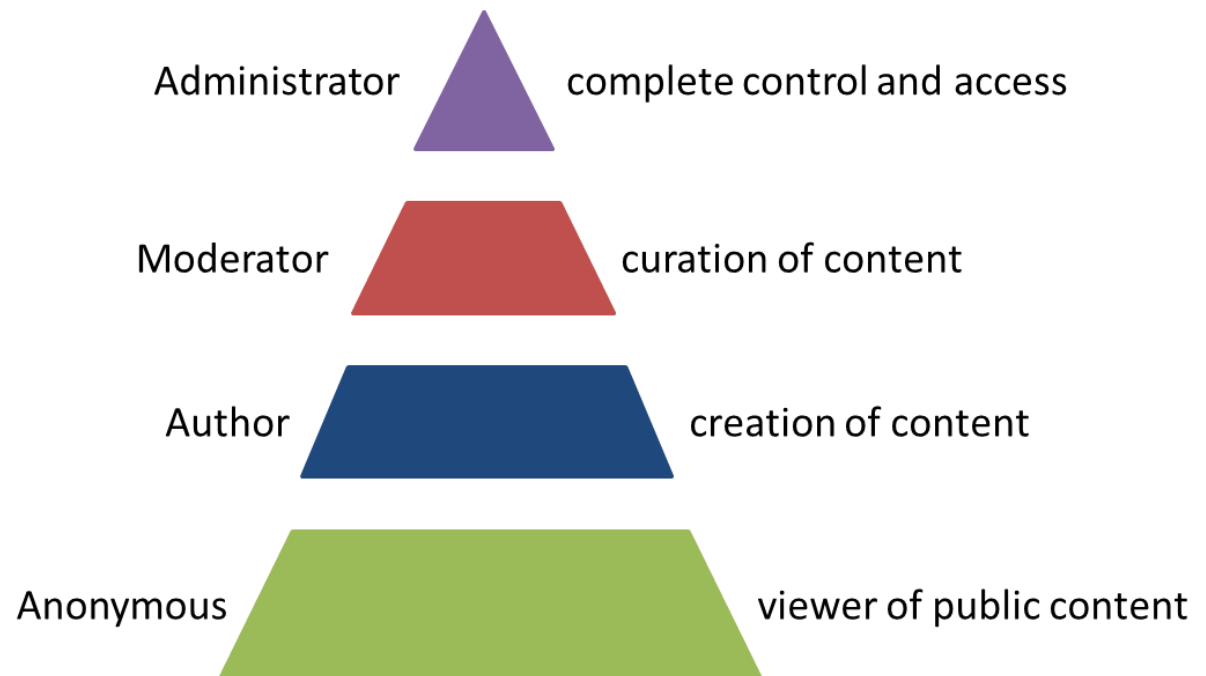 Administrator complete control and access
Moderator curation of content
Author creation of content
Anonymous viewer of public content